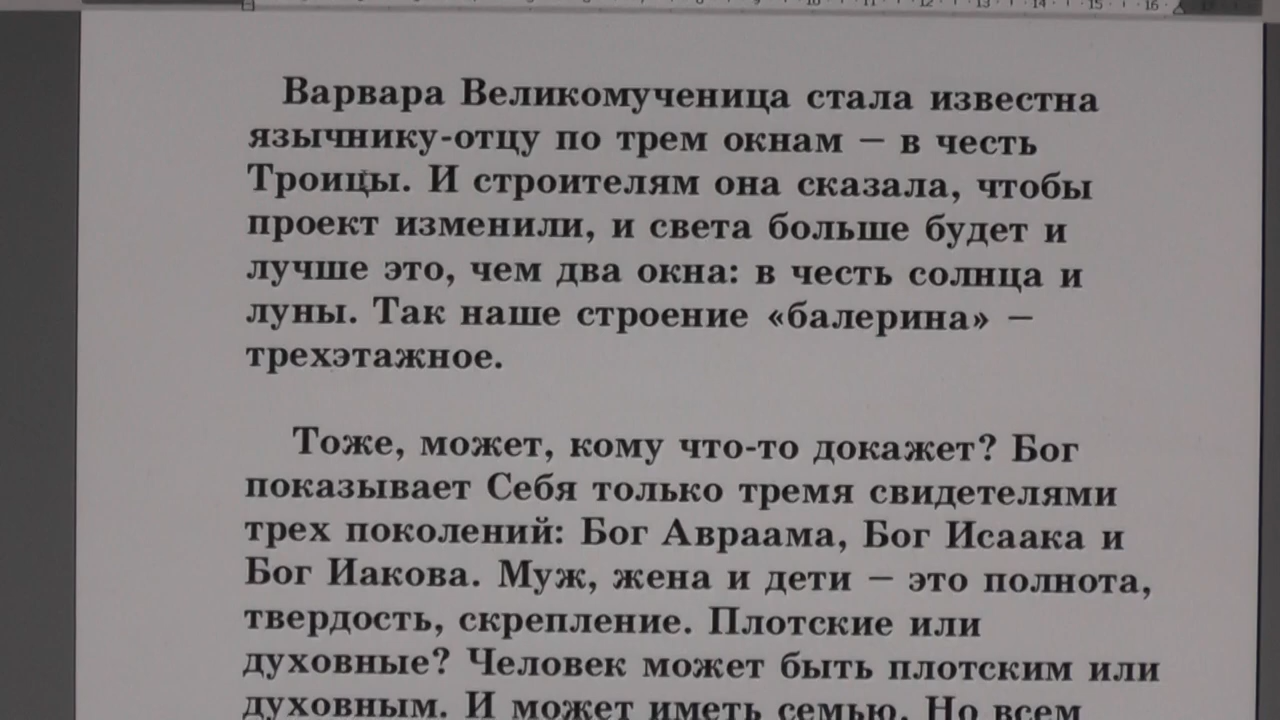 Варвара Великомученица стала известна
язычнику-отцу по трем окнам – в честь
Троицы. И строителям она сказала, чтобы
проект изменили, и света больше будет и
лучше это, чем два окна: в честь солнца и
луны. Так наше строение «балерина» –
трехэтажное.
Тоже, может, кому что-то докажет? Бог
показывает Себя только тремя свидетелями
трех поколений: Бог Авраама, Бог Исаака и
Бог Иакова. Муж, жена и дети – это полнота,
твердость, скрепление. Плотские или
духовные? Человек может быть плотским или
духовным. И может иметь семью. Но всем